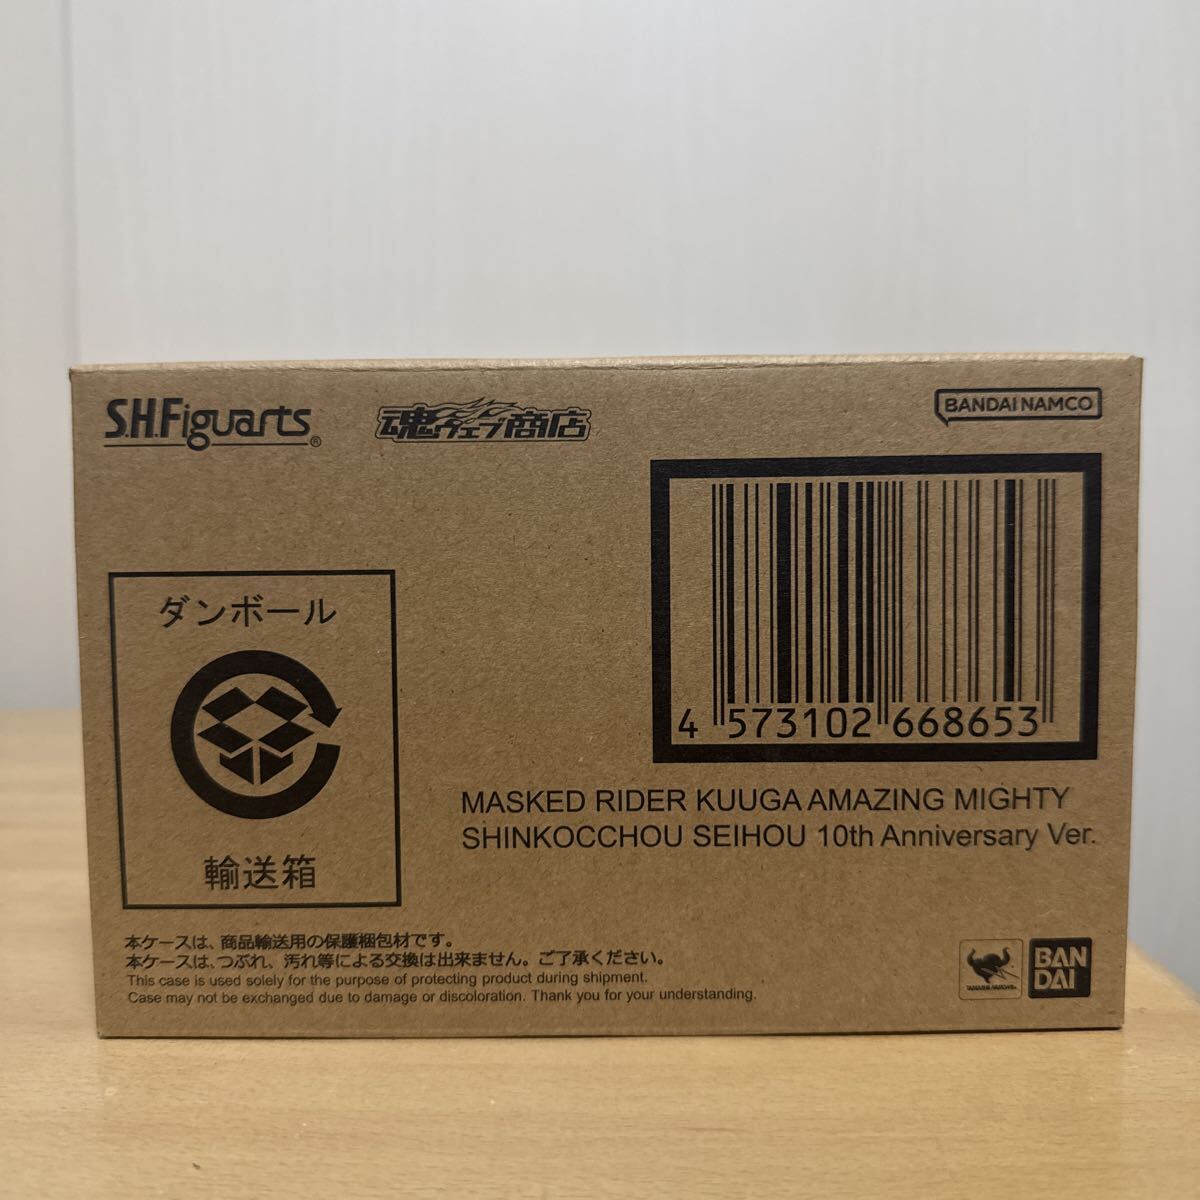 S.H.Figuarts®
魂ウェブ商店
BANDAI NAMCO
4 573102 668653
ダンボール
輸送箱
MASKED RIDER KUUGA AMAZING MIGHTY
SHINKOCCHOU SEIHOU 10th Anniversary Ver.
本ケースは、商品輸送用の保護梱包材です。
本ケースは、つぶれ、汚れ等による交換は出来ません。ご了承ください。
This case is used solely for the purpose of protecting product during shipment.
Case may not be exchanged due to damage or discoloration. Thank you for your understanding.
TAMASHII NATIONS
BAN
DAI